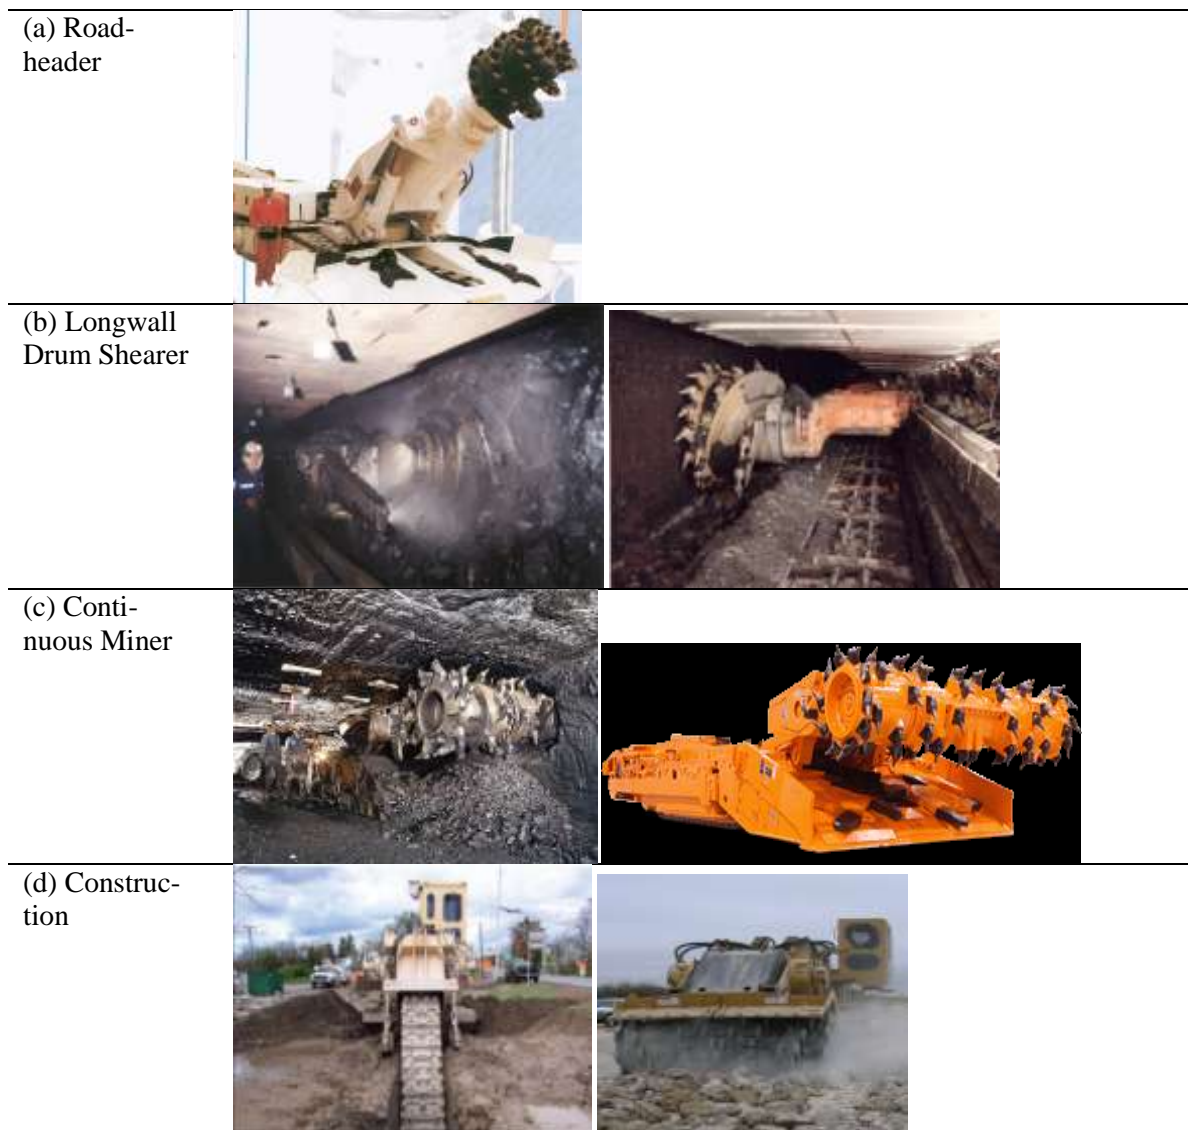 (a) Road-
header
(b) Longwall
Drum Shearer
(c) Conti-
nuous Miner
(d) Construc-
tion